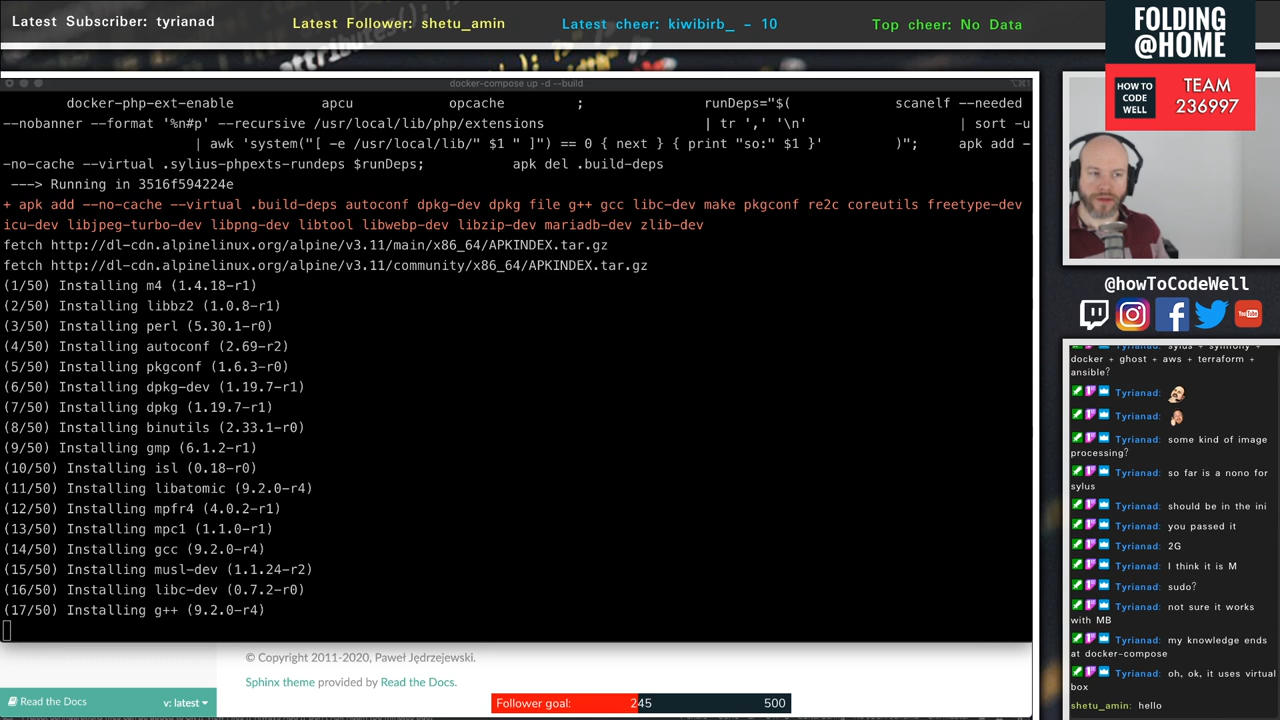 Latest Subscriber: tyrianad
Latest Follower: shetu_amin
Latest cheer: kiwibirb_ - 10
Top cheer: No Data
FOLDING
@HOME
HOW TO
CODE
WELL
TEAM
236997
docker-compose up -d --build
docker-php-ext-enable apcu opcache ; runDeps="$( scanelf --needed
--nobanner --format '%n#p' --recursive /usr/local/lib/php/extensions | tr ',' '\n' | sort -u
| awk 'system("[ -e /usr/local/lib/" $1 " ]") == 0 { next } { print "so:" $1 }' )"; apk add -
-no-cache --virtual .sylius-phpexts-rundeps $runDeps; apk del .build-deps
---> Running in 3516f594224e
+ apk add --no-cache --virtual .build-deps autoconf dpkg-dev dpkg file g++ gcc libc-dev make pkgconf re2c coreutils freetype-dev
icu-dev libjpeg-turbo-dev libpng-dev libtool libwebp-dev libzip-dev mariadb-dev zlib-dev
fetch http://dl-cdn.alpinelinux.org/alpine/v3.11/main/x86_64/APKINDEX.tar.gz
fetch http://dl-cdn.alpinelinux.org/alpine/v3.11/community/x86_64/APKINDEX.tar.gz
(1/50) Installing m4 (1.4.18-r1)
(2/50) Installing libbz2 (1.0.8-r1)
(3/50) Installing perl (5.30.1-r0)
(4/50) Installing autoconf (2.69-r2)
(5/50) Installing pkgconf (1.6.3-r0)
(6/50) Installing dpkg-dev (1.19.7-r1)
(7/50) Installing dpkg (1.19.7-r1)
(8/50) Installing binutils (2.33.1-r0)
(9/50) Installing gmp (6.1.2-r1)
(10/50) Installing isl (0.18-r0)
(11/50) Installing libatomic (9.2.0-r4)
(12/50) Installing mpfr4 (4.0.2-r1)
(13/50) Installing mpc1 (1.1.0-r1)
(14/50) Installing gcc (9.2.0-r4)
(15/50) Installing musl-dev (1.1.24-r2)
(16/50) Installing libc-dev (0.7.2-r0)
(17/50) Installing g++ (9.2.0-r4)
@howToCodeWell
You Tube
sylus + symfony +
docker + ghost + aws + terraform +
ansible?
Tyrianad:
Tyrianad:
Tyrianad: some kind of image
processing?
Tyrianad: so far is a nono for
sylus
Tyrianad: should be in the ini
Tyrianad: you passed it
Tyrianad: 2G
Tyrianad: I think it is M
Tyrianad: sudo?
Tyrianad: not sure it works
with MB
Tyrianad: my knowledge ends
at docker-compose
Tyrianad: oh, ok, it uses virtual
box
shetu_amin: hello
© Copyright 2011-2020, Paweł Jędrzejewski.
Sphinx theme provided by Read the Docs.
Read the Docs
v: latest
Follower goal: 245 500